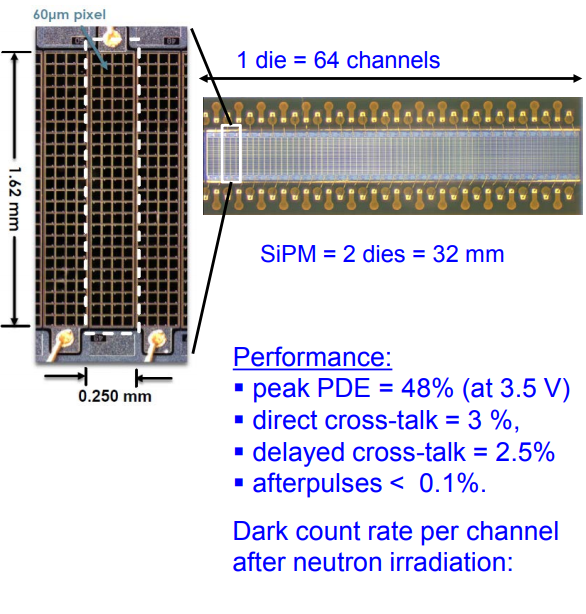 60µm pixel
1 die = 64 channels
1.62 mm
SiPM = 2 dies = 32 mm
0.250 mm
Performance:
▪ peak PDE = 48% (at 3.5 V)
▪ direct cross-talk = 3 %,
▪ delayed cross-talk = 2.5%
▪ afterpulses < 0.1%.
Dark count rate per channel
after neutron irradiation: